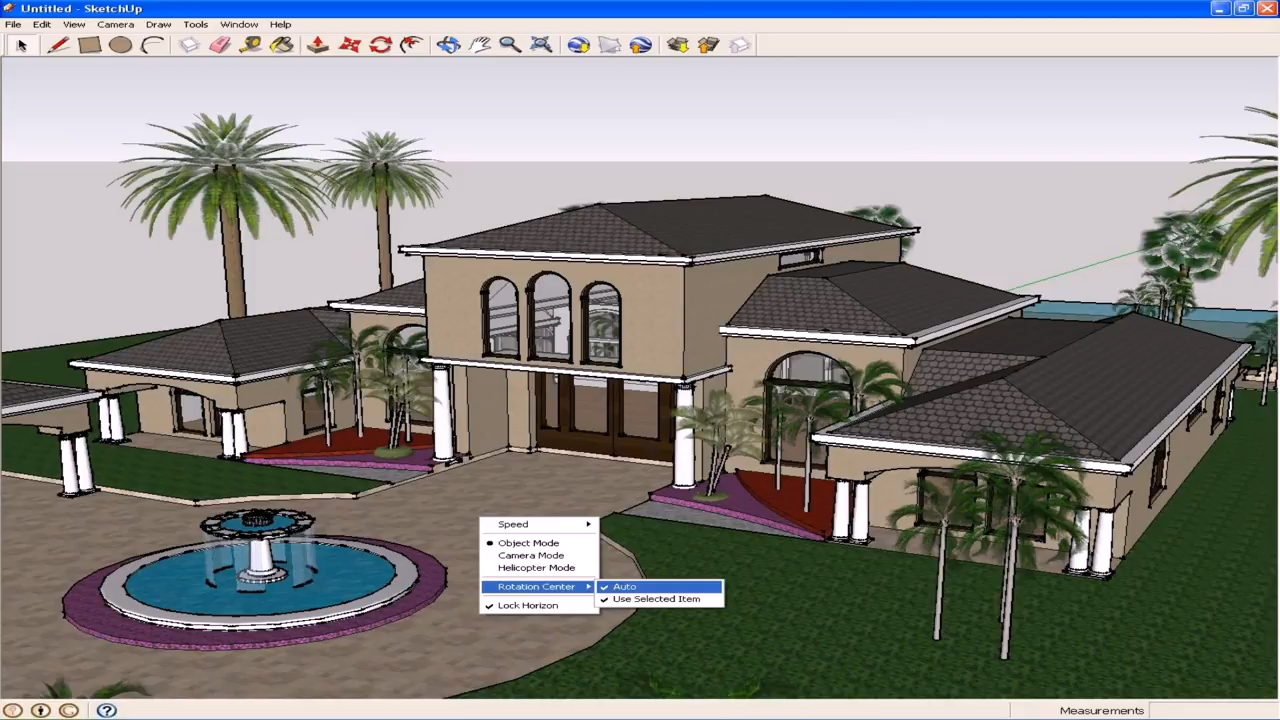 Untitled - SketchUp
File Edit View Camera Draw Tools Window Help
Speed
Object Mode
Camera Mode
Helicopter Mode
Rotation Center
Auto
Use Selected Item
Lock Horizon
Measurements